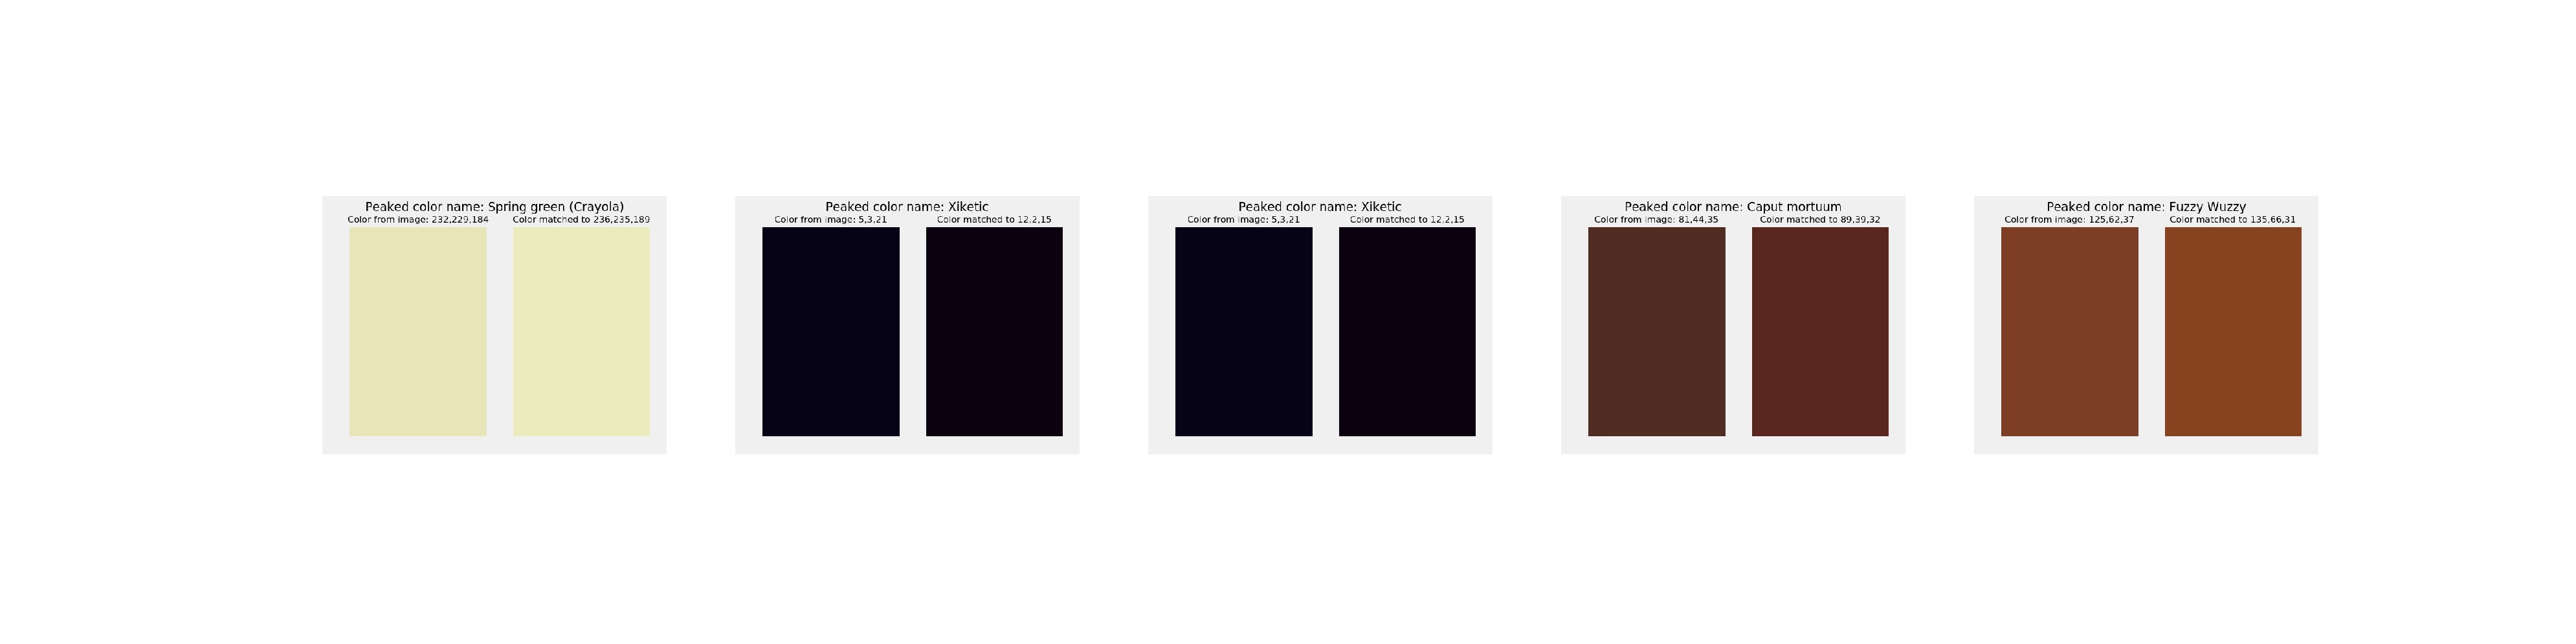 Peaked color name: Spring green (Crayola)
Color from image: 232,229,184
Color matched to 236,235,189
Peaked color name: Xiketic
Color from image: 5,3,21
Color matched to 12,2,15
Peaked color name: Xiketic
Color from image: 5,3,21
Color matched to 12,2,15
Peaked color name: Caput mortuum
Color from image: 81,44,35
Color matched to 89,39,32
Peaked color name: Fuzzy Wuzzy
Color from image: 125,62,37
Color matched to 135,66,31